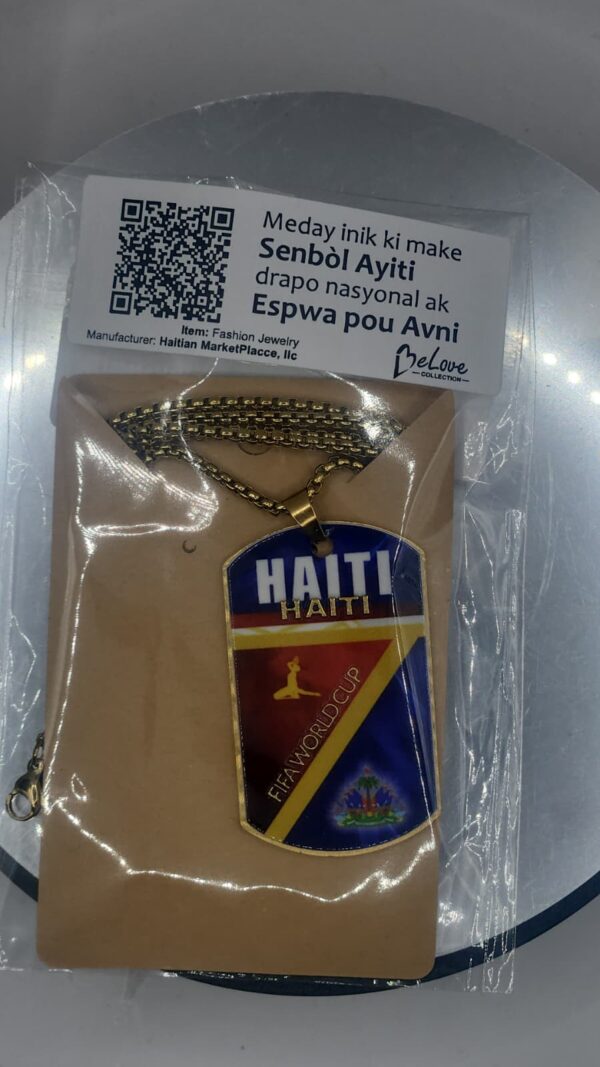 Meday inik ki make
Senbòl Ayiti
drapo nasyonal ak
Espwa pou Avni
Item: Fashion Jewelry
Manufacturer: Haitian MarketPlacce, llc
BeLove
COLLECTION
HAITI
HAITI
FIFA WORLD CUP